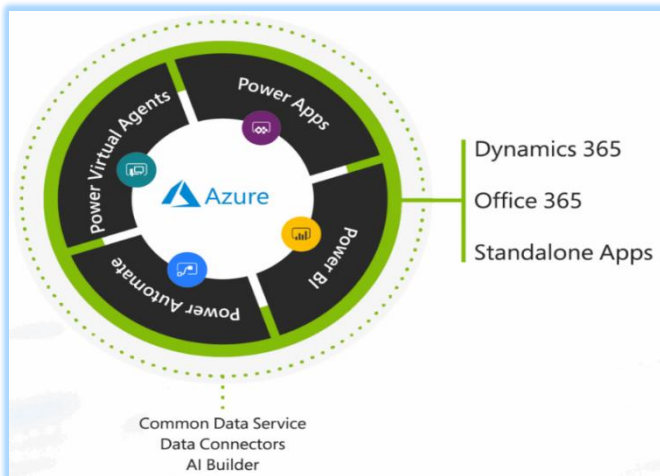 Power Apps
Power Virtual Agents
Azure
Power BI
Power Automate
Dynamics 365
Office 365
Standalone Apps
Common Data Service
Data Connectors
AI Builder